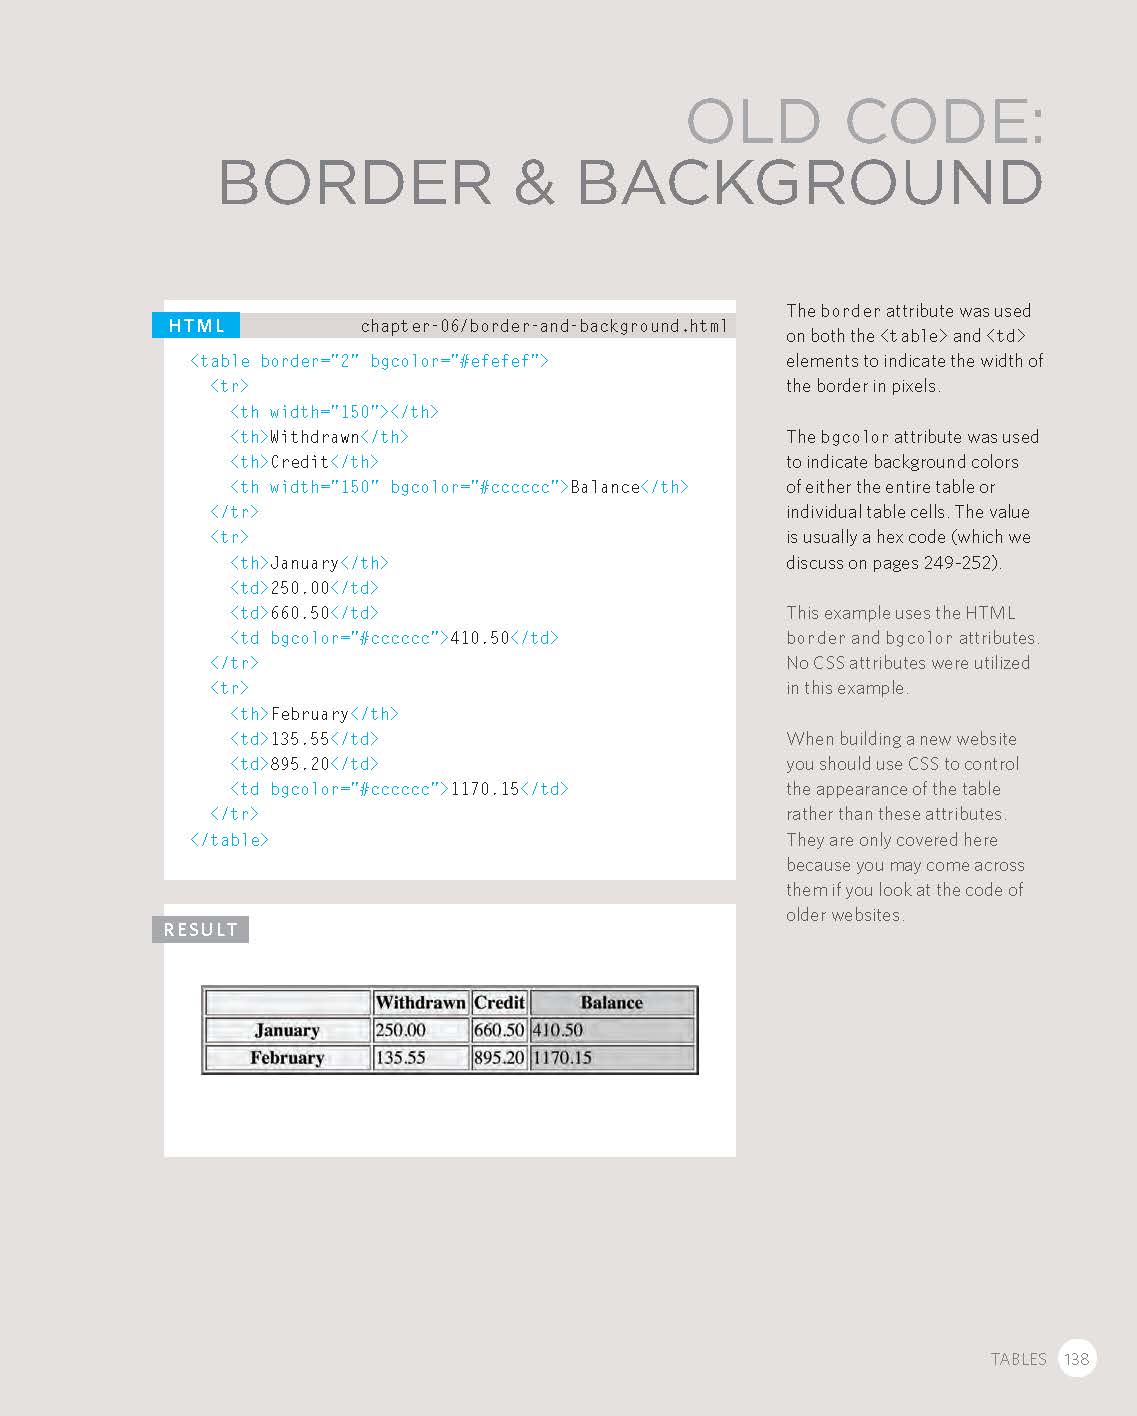 OLD CODE:
BORDER & BACKGROUND
HTML
chapter-06/border-and-background.html
<table border="2" bgcolor="#efefef">
<tr>
<th width="150"></th>
<th>Withdrawn</th>
<th>Credit</th>
<th width="150" bgcolor="#cccccc">Balance</th>
</tr>
<tr>
<th>January</th>
<td>250.00</td>
<td>660.50</td>
<td bgcolor="#cccccc">410.50</td>
</tr>
<tr>
<th>February</th>
<td>135.55</td>
<td>895.20</td>
<td bgcolor="#cccccc">1170.15</td>
</tr>
</table>
RESULT
Withdrawn Credit Balance
January 250.00 660.50 410.50
February 135.55 895.20 1170.15
The border attribute was used
on both the <table> and <td>
elements to indicate the width of
the border in pixels.
The bgcolor attribute was used
to indicate background colors
of either the entire table or
individual table cells. The value
is usually a hex code (which we
discuss on pages 249-252).
This example uses the HTML
border and bgcolor attributes.
No CSS attributes were utilized
in this example.
When building a new website
you should use CSS to control
the appearance of the table
rather than these attributes.
They are only covered here
because you may come across
them if you look at the code of
older websites.
TABLES 138